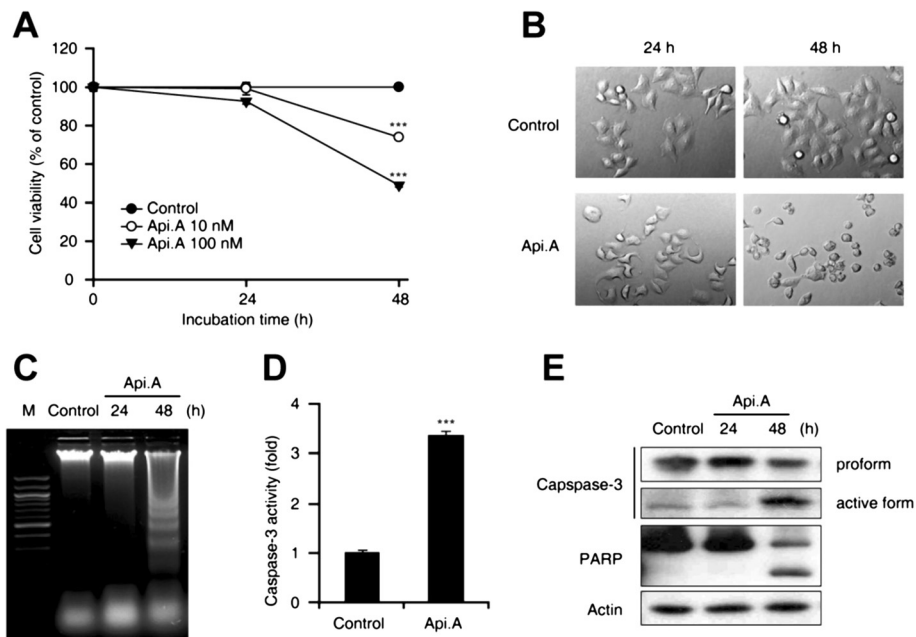 A
120
100
80
60
40
20
0
Cell viability (% of control)
***
***
Control
Api.A 10 nM
Api.A 100 nM
0 24 48
Incubation time (h)
B
24 h 48 h
Control
Api.A
C
Api.A
M Control 24 48 (h)
D
4
3
2
1
0
Caspase-3 activity (fold)
***
Control Api.A
E
Api.A
Control 24 48 (h)
Capspase-3
proform
active form
PARP
Actin